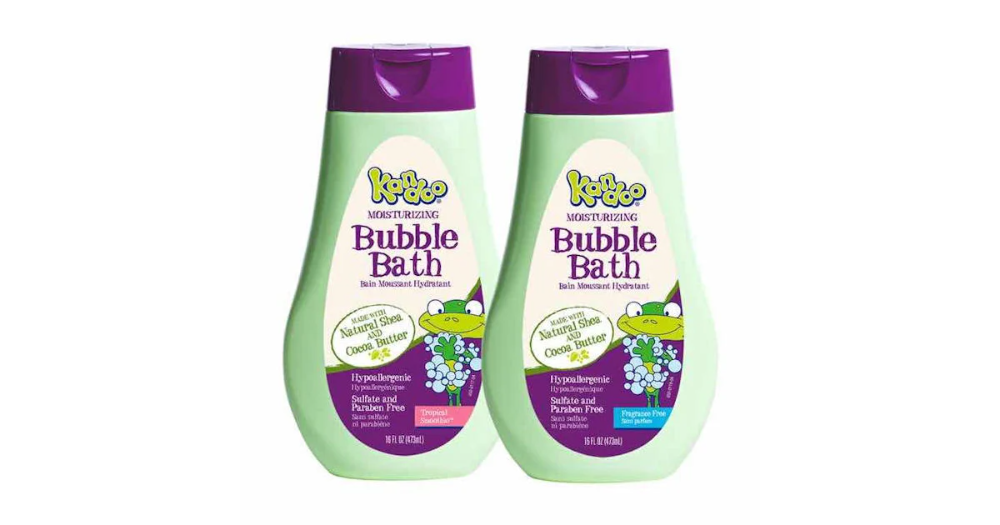 Kandoo®
MOISTURIZING
Bubble
Bath
Bain Moussant Hydratant
MADE WITH
Natural Shea
AND
Cocoa Butter
Hypoallergenic
Hypoallergénique
Sulfate and
Paraben Free
Sans sulfate
ni parabène
Tropical
Smoothie™
16 FL OZ (473mL)
Kandoo®
MOISTURIZING
Bubble
Bath
Bain Moussant Hydratant
MADE WITH
Natural Shea
AND
Cocoa Butter
Hypoallergenic
Hypoallergénique
Sulfate and
Paraben Free
Sans sulfate
ni parabène
Fragrance Free
Sans parfum
16 FL OZ (473mL)